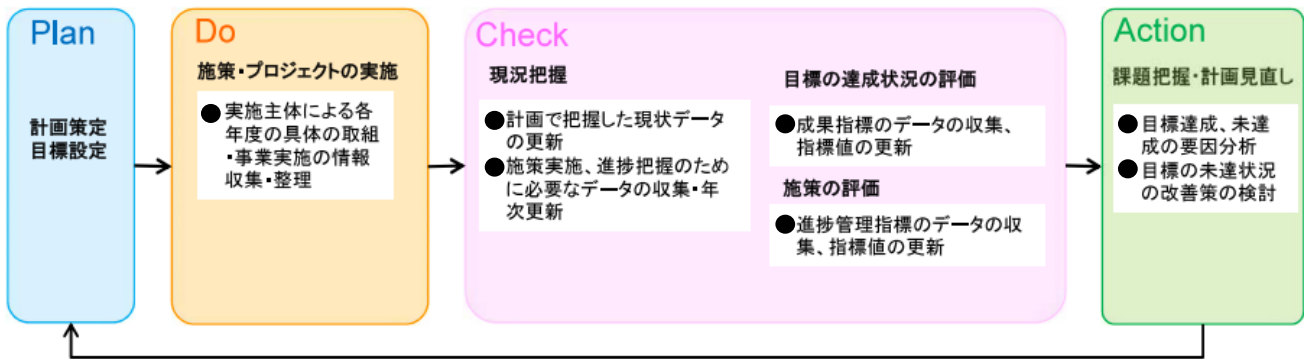 Plan
計画策定
目標設定
Do
施策・プロジェクトの実施
●実施主体による各
年度の具体の取組
・事業実施の情報
収集・整理
Check
現況把握
●計画で把握した現状データ
の更新
●施策実施、進捗把握のため
に必要なデータの収集・年
次更新
目標の達成状況の評価
●成果指標のデータの収集、
指標値の更新
施策の評価
●進捗管理指標のデータの収
集、指標値の更新
Action
課題把握・計画見直し
●目標達成、未達
成の要因分析
●目標の未達状況
の改善策の検討